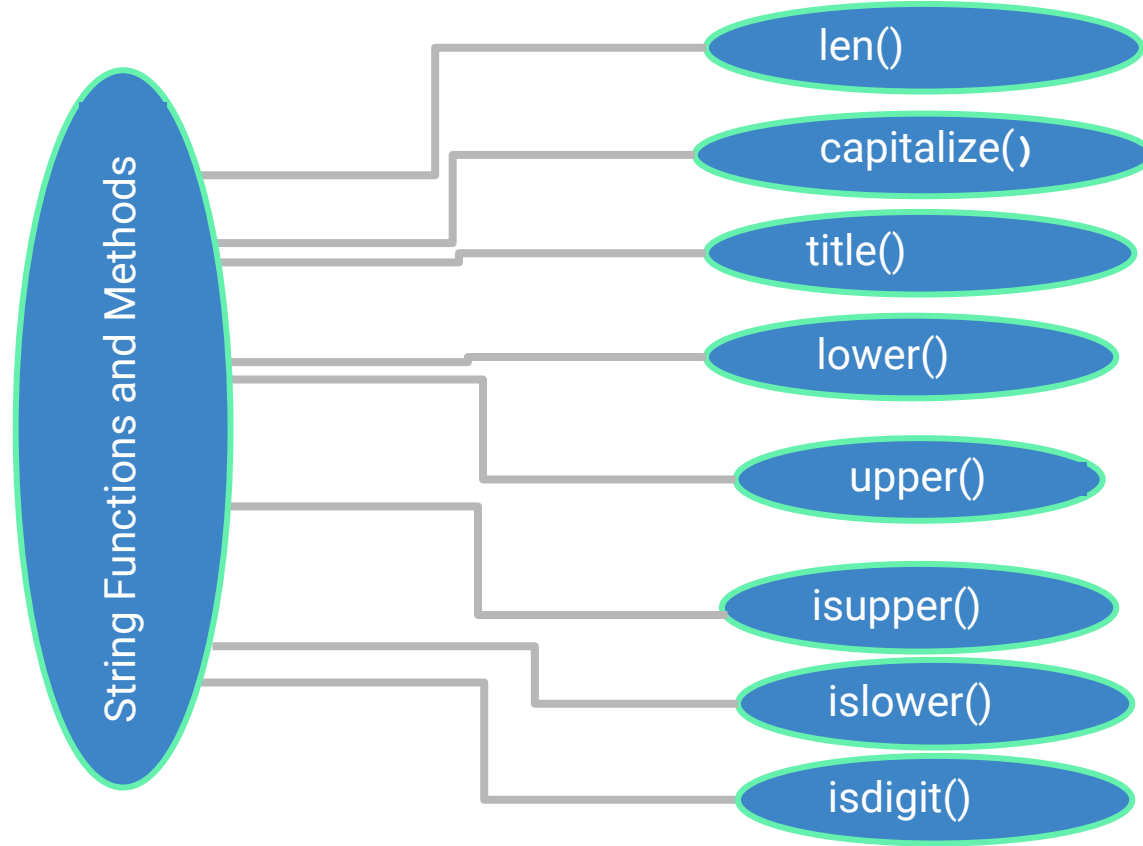 String Functions and Methods
len()
capitalize()
title()
lower()
upper()
isupper()
islower()
isdigit()